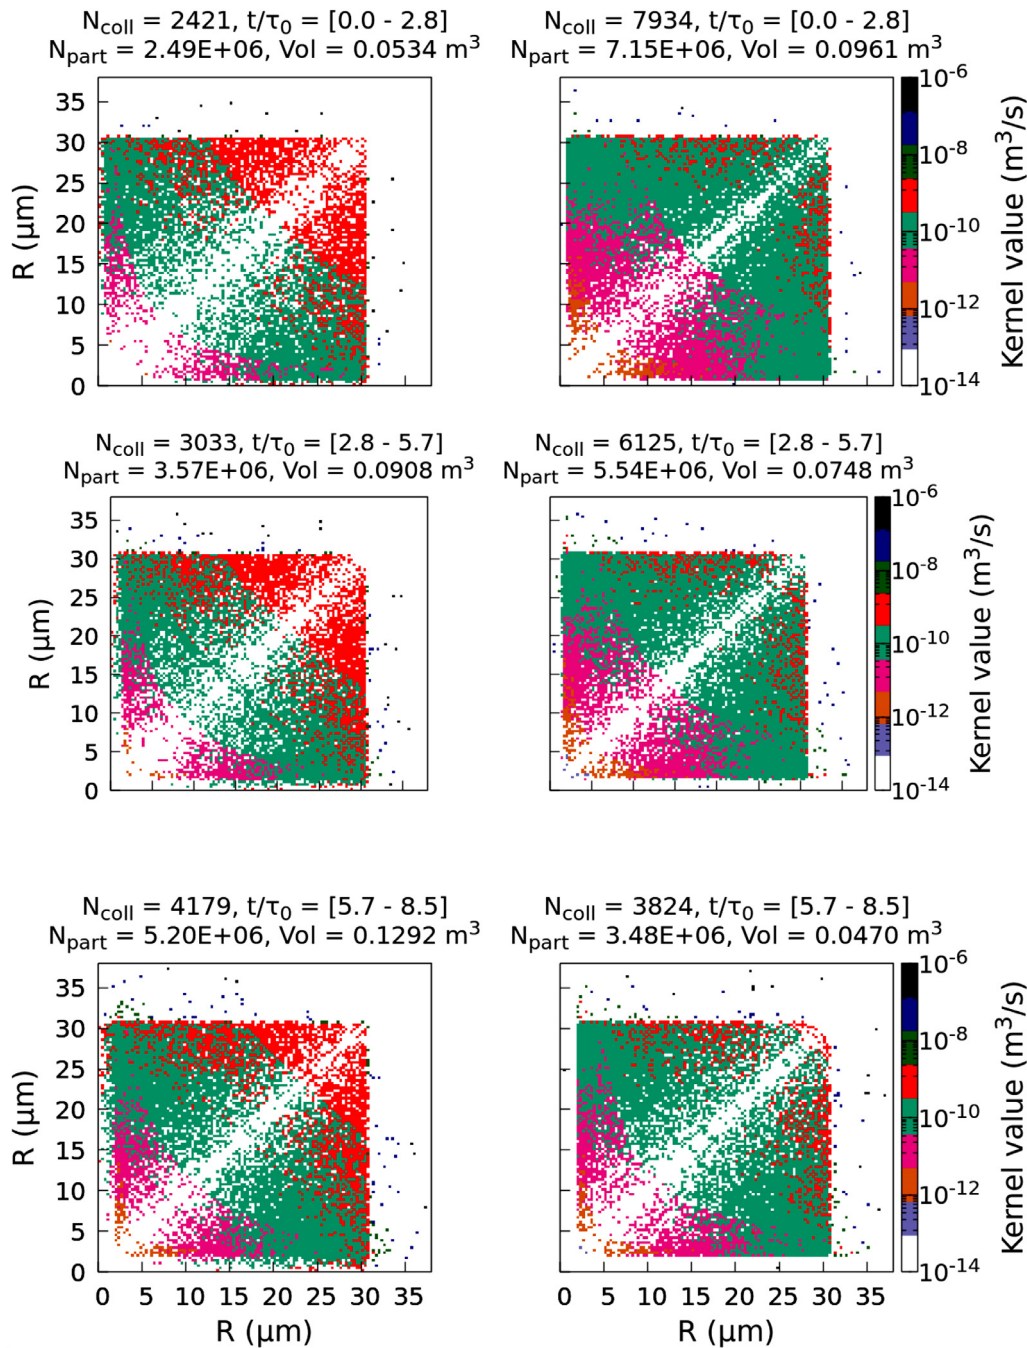 N_coll = 2421, t/τ_0 = [0.0 - 2.8]
N_part = 2.49E+06, Vol = 0.0534 m^3
35
30
25
20
15
10
5
0
R (μm)
N_coll = 7934, t/τ_0 = [0.0 - 2.8]
N_part = 7.15E+06, Vol = 0.0961 m^3
10^-6
10^-8
10^-10
10^-12
10^-14
Kernel value (m^3/s)
N_coll = 3033, t/τ_0 = [2.8 - 5.7]
N_part = 3.57E+06, Vol = 0.0908 m^3
35
30
25
20
15
10
5
0
R (μm)
N_coll = 6125, t/τ_0 = [2.8 - 5.7]
N_part = 5.54E+06, Vol = 0.0748 m^3
10^-6
10^-8
10^-10
10^-12
10^-14
Kernel value (m^3/s)
N_coll = 4179, t/τ_0 = [5.7 - 8.5]
N_part = 5.20E+06, Vol = 0.1292 m^3
35
30
25
20
15
10
5
0
R (μm)
0 5 10 15 20 25 30 35
R (μm)
N_coll = 3824, t/τ_0 = [5.7 - 8.5]
N_part = 3.48E+06, Vol = 0.0470 m^3
10^-6
10^-8
10^-10
10^-12
10^-14
Kernel value (m^3/s)
0 5 10 15 20 25 30 35
R (μm)